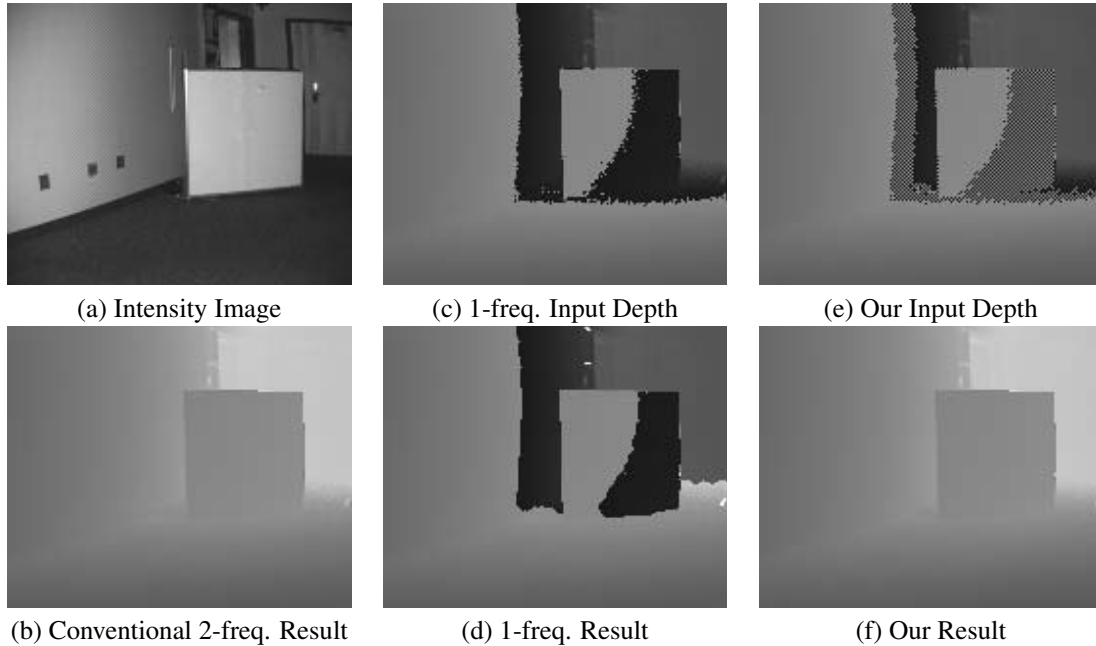 (a) Intensity Image
(c) 1-freq. Input Depth
(e) Our Input Depth
(b) Conventional 2-freq. Result
(d) 1-freq. Result
(f) Our Result